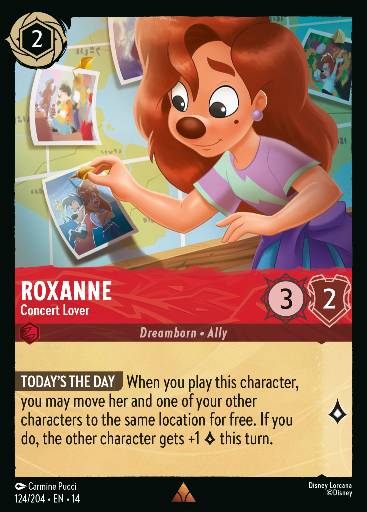 2
ROXANNE
Concert Lover
3
2
Dreamborn • Ally
TODAY'S THE DAY When you play this character,
you may move her and one of your other
characters to the same location for free. If you
do, the other character gets +1 this turn.
Carmine Pucci
124/204 • EN • 14
Disney Lorcana
©Disney